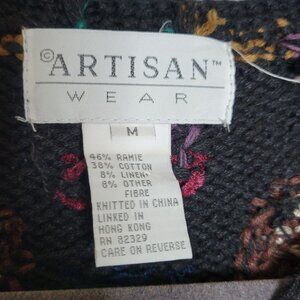 © ARTISAN™
WEAR
M
46% RAMIE
38% COTTON
8% LINEN
8% OTHER
FIBRE
KNITTED IN CHINA
LINKED IN
HONG KONG
RN 82329
CARE ON REVERSE